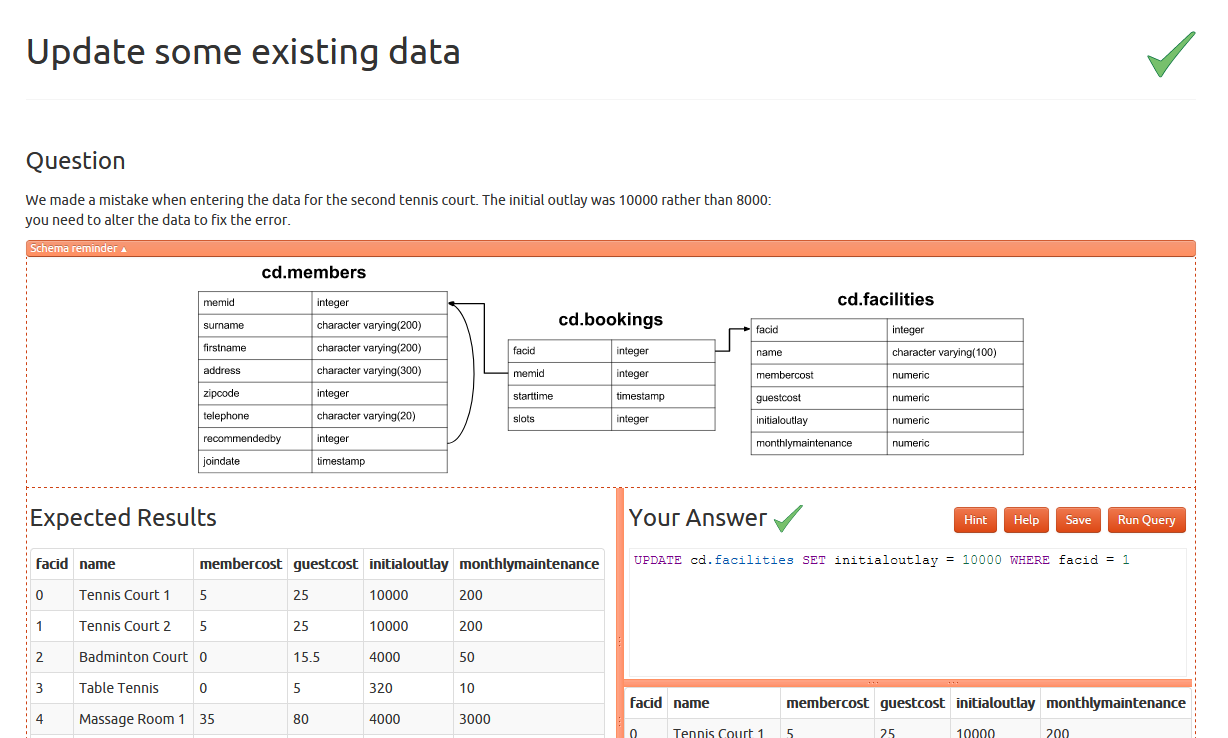 Update some existing data
Question
We made a mistake when entering the data for the second tennis court. The initial outlay was 10000 rather than 8000:
you need to alter the data to fix the error.
Schema reminder ▲
cd.members
memid integer
surname character varying(200)
firstname character varying(200)
address character varying(300)
zipcode integer
telephone character varying(20)
recommendedby integer
joindate timestamp
cd.bookings
facid integer
memid integer
starttime timestamp
slots integer
cd.facilities
facid integer
name character varying(100)
membercost numeric
guestcost numeric
initialoutlay numeric
monthlymaintenance numeric
Expected Results
facid name membercost guestcost initialoutlay monthlymaintenance
0 Tennis Court 1 5 25 10000 200
1 Tennis Court 2 5 25 10000 200
2 Badminton Court 0 15.5 4000 50
3 Table Tennis 0 5 320 10
4 Massage Room 1 35 80 4000 3000
Your Answer
Hint Help Save Run Query
UPDATE cd.facilities SET initialoutlay = 10000 WHERE facid = 1
facid name membercost guestcost initialoutlay monthlymaintenance
0 Tennis Court 1 5 25 10000 200